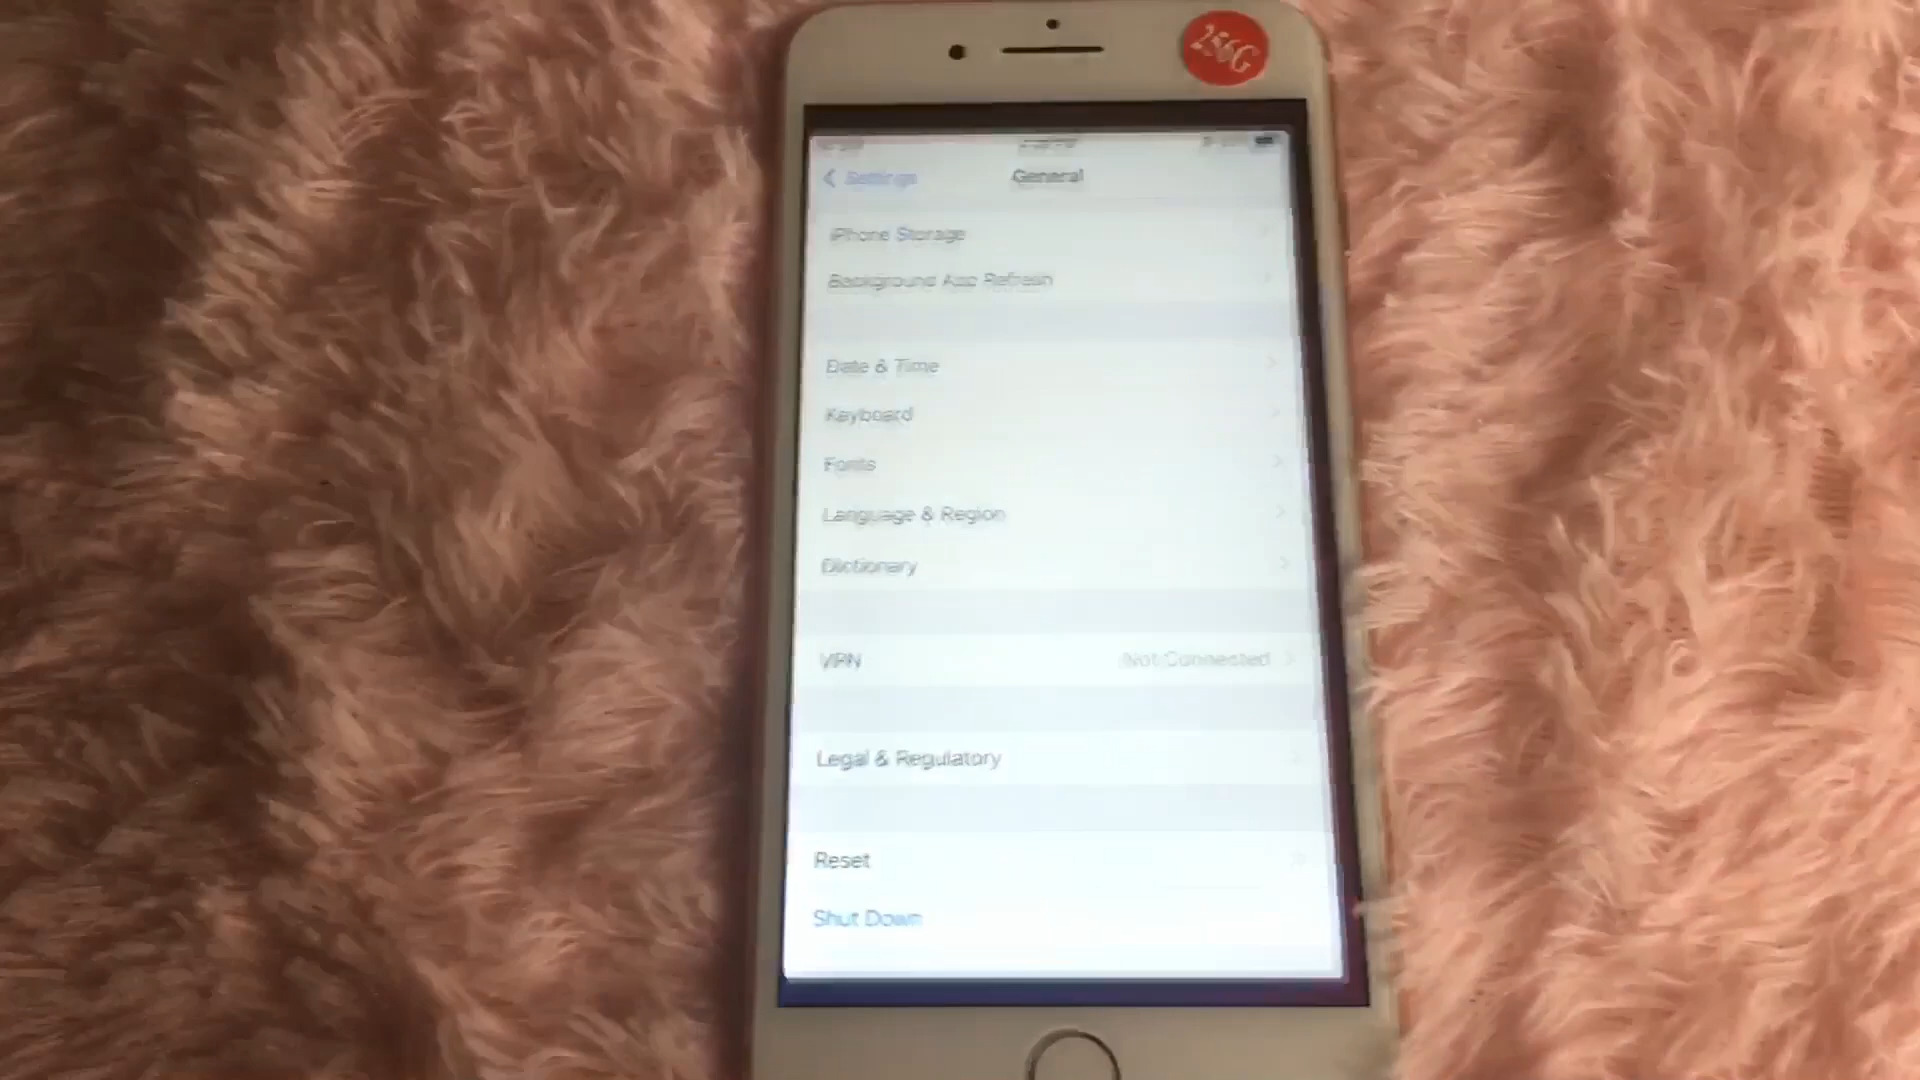 256G
Settings
General
iPhone Storage
Background App Refresh
Date & Time
Keyboard
Fonts
Language & Region
Dictionary
VPN Not Connected
Legal & Regulatory
Reset
Shut Down